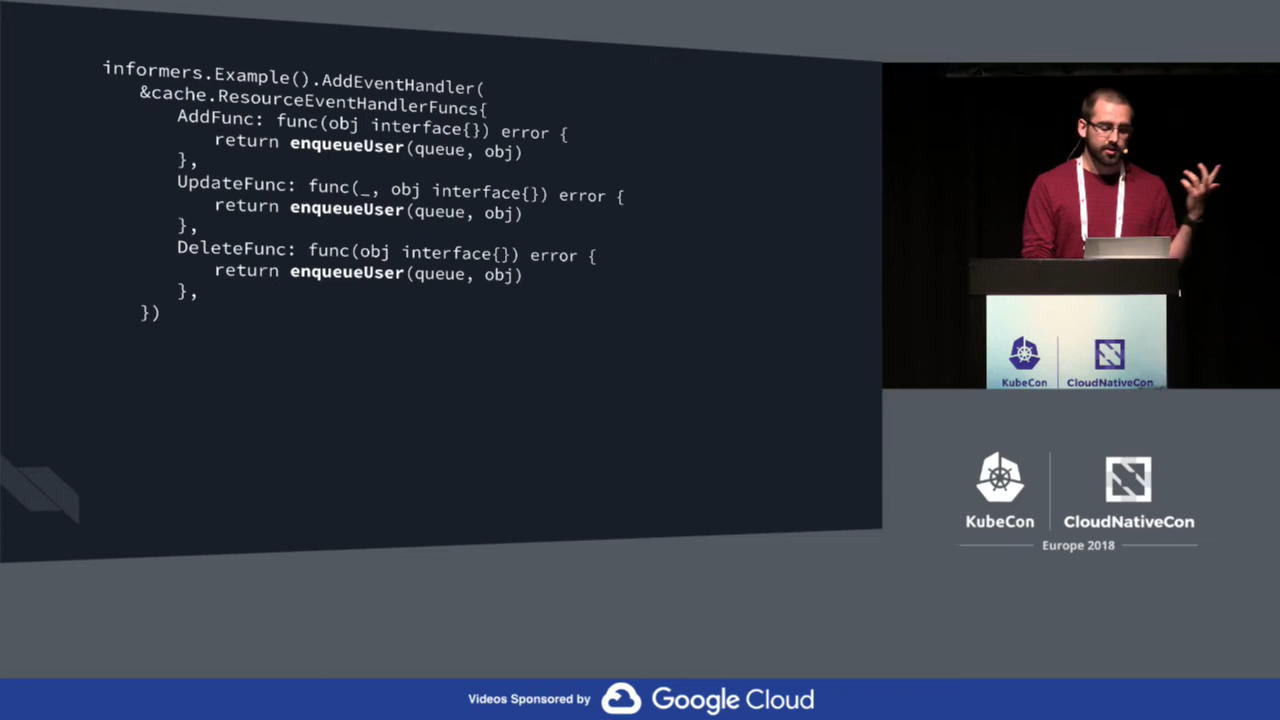 informers.Example().AddEventHandler(
&cache.ResourceEventHandlerFuncs{
AddFunc: func(obj interface{}) error {
return enqueueUser(queue, obj)
},
UpdateFunc: func(_, obj interface{}) error {
return enqueueUser(queue, obj)
},
DeleteFunc: func(obj interface{}) error {
return enqueueUser(queue, obj)
},
})
KubeCon
CloudNativeCon
KubeCon
CloudNativeCon
Europe 2018
Videos Sponsored by Google Cloud